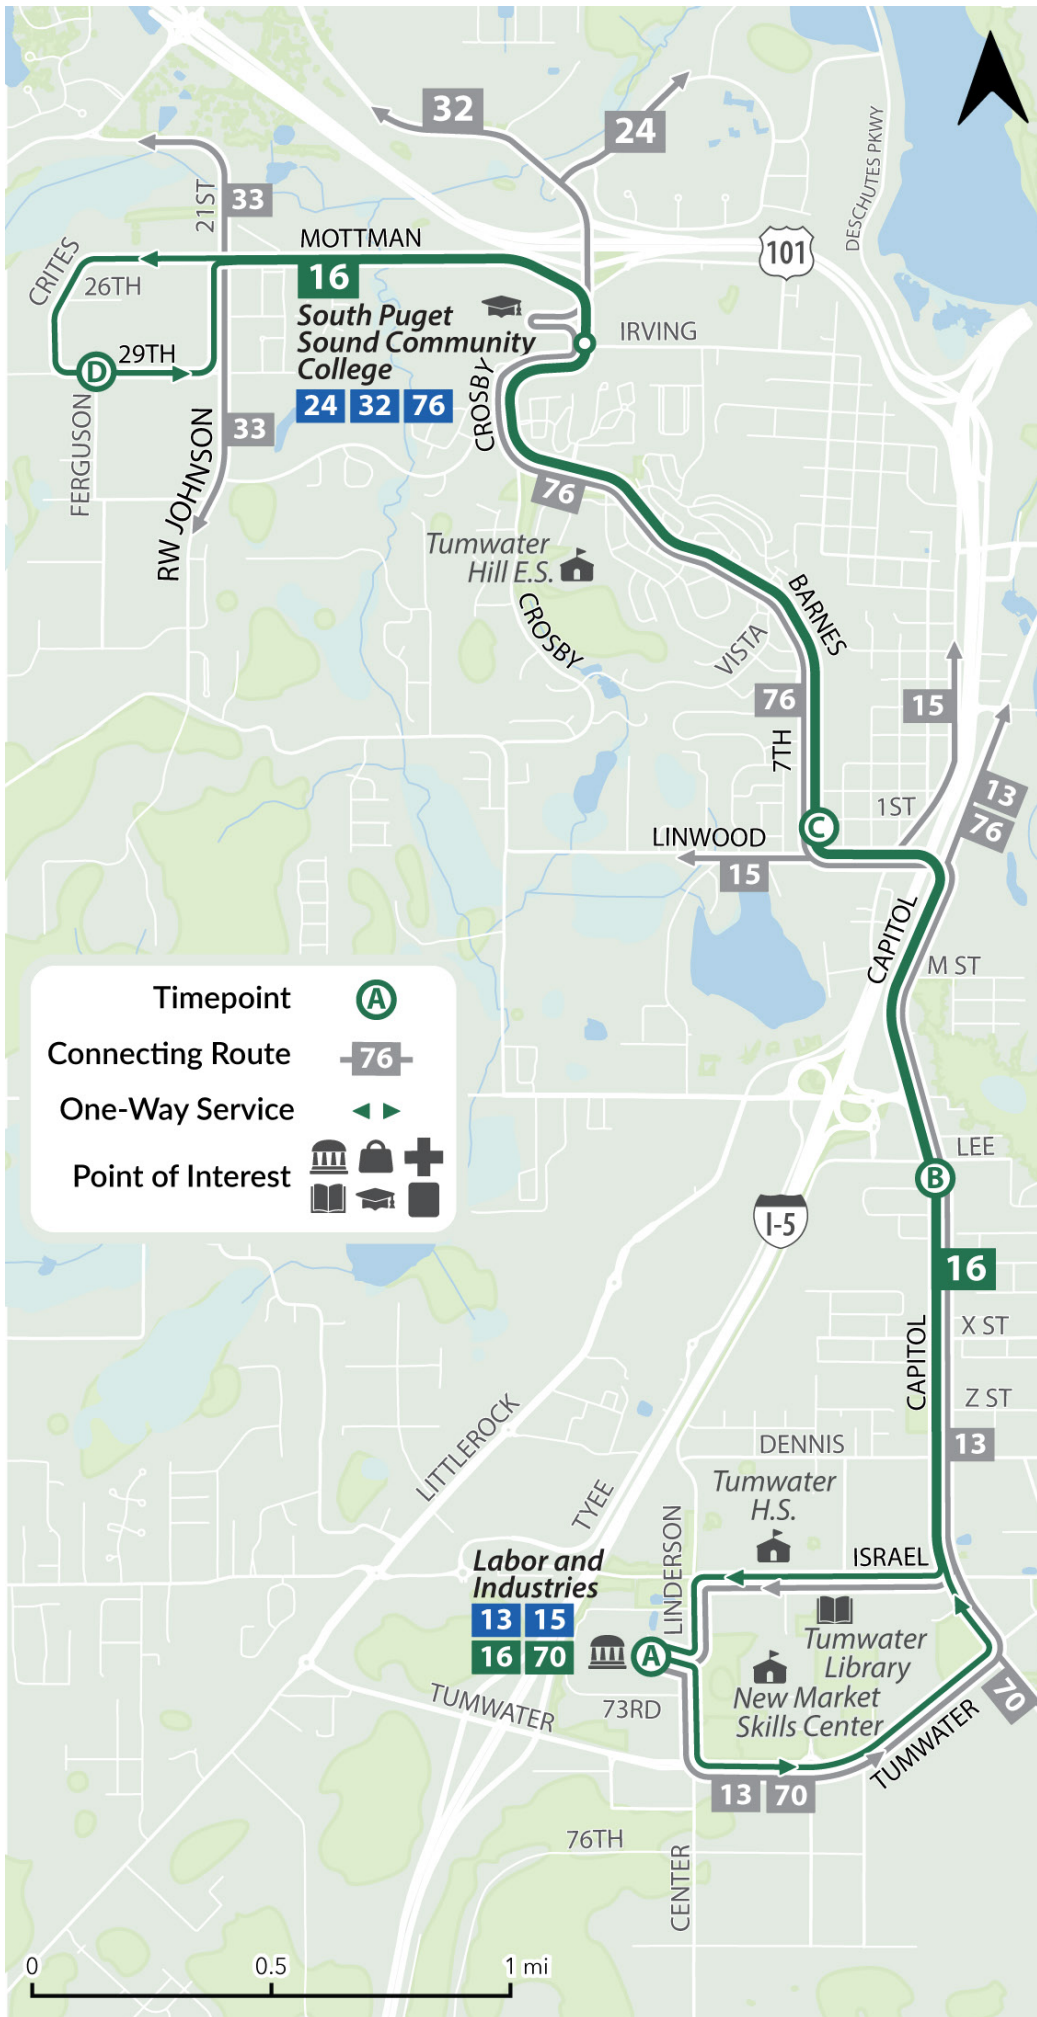 32
24
DESCHUTES PKWY
21ST
33
MOTTMAN
101
CRITES
26TH
16
South Puget
Sound Community
College
24 32 76
IRVING
29TH
D
CROSBY
FERGUSON
33
RW JOHNSON
76
Tumwater
Hill E.S.
CROSBY
BARNES
VISTA
76
15
7TH
13
76
1ST
C
LINWOOD
15
CAPITOL
M ST
Timepoint A
Connecting Route 76
One-Way Service
Point of Interest
LEE
B
I-5
16
X ST
CAPITOL
Z ST
LITTLEROCK
DENNIS
13
Tumwater
H.S.
TYEE
LINDERSON
ISRAEL
Labor and
Industries
13 15
16 70
A
Tumwater
Library
New Market
Skills Center
73RD
70
TUMWATER
TUMWATER
13 70
76TH
CENTER
0 0.5 1 mi